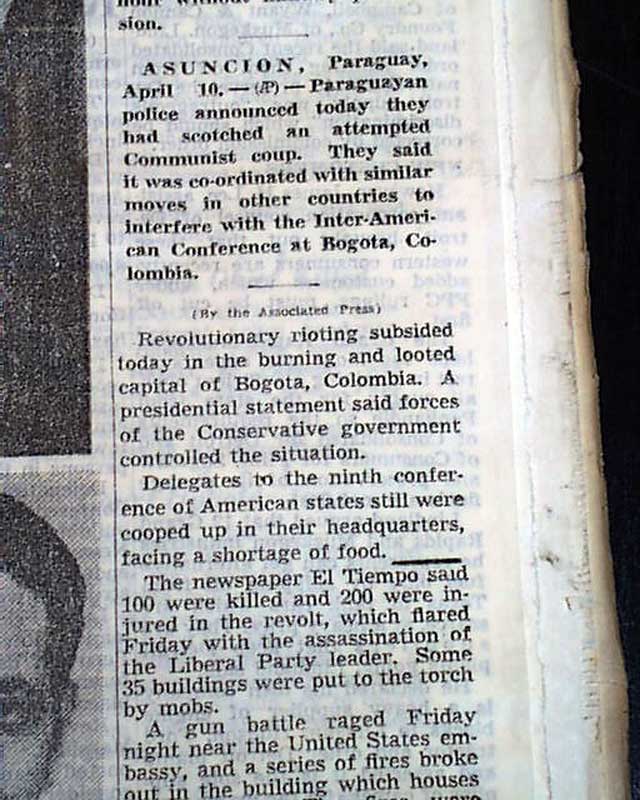 sion.
ASUNCION, Paraguay,
April 10.—(AP)—Paraguayan
police announced today they
had scotched an attempted
Communist coup. They said
it was co-ordinated with similar
moves in other countries to
interfere with the Inter-Ameri-
can Conference at Bogota, Co-
lombia.
(By the Associated Press)
Revolutionary rioting subsided
today in the burning and looted
capital of Bogota, Colombia. A
presidential statement said forces
of the Conservative government
controlled the situation.
Delegates to the ninth confer-
ence of American states still were
cooped up in their headquarters,
facing a shortage of food.
The newspaper El Tiempo said
100 were killed and 200 were in-
jured in the revolt, which flared
Friday with the assassination of
the Liberal Party leader. Some
35 buildings were put to the torch
by mobs.
A gun battle raged Friday
night near the United States em-
bassy, and a series of fires broke
out in the building which houses